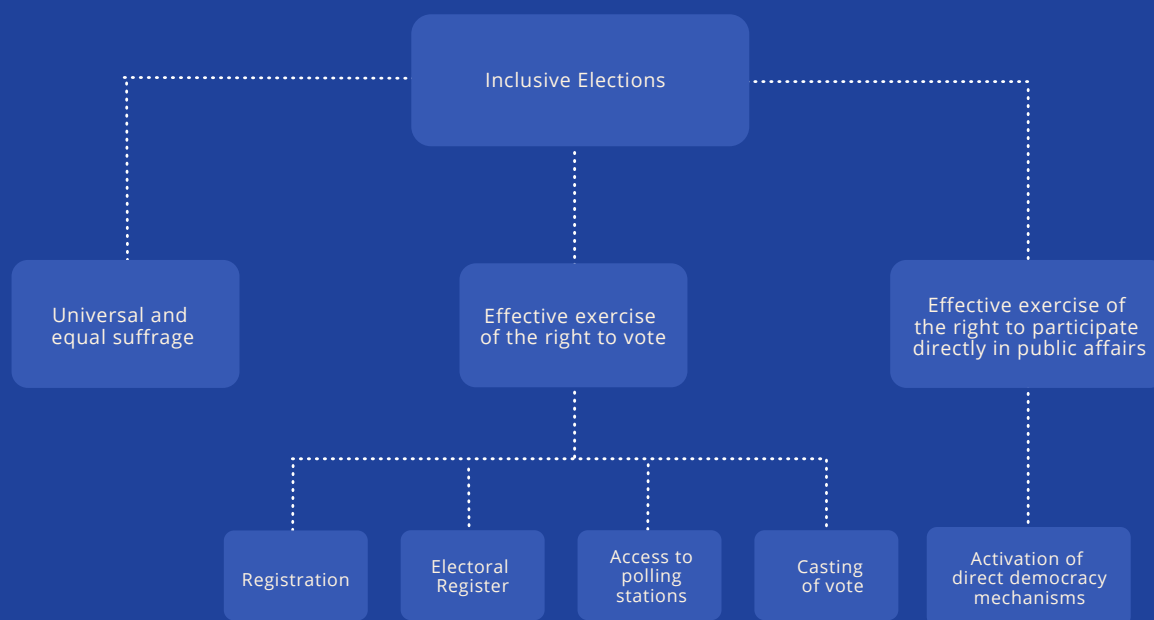 Inclusive Elections
Universal and
equal suffrage
Effective exercise
of the right to vote
Effective exercise of
the right to participate
directly in public affairs
Registration
Electoral
Register
Access to
polling
stations
Casting
of vote
Activation of
direct democracy
mechanisms